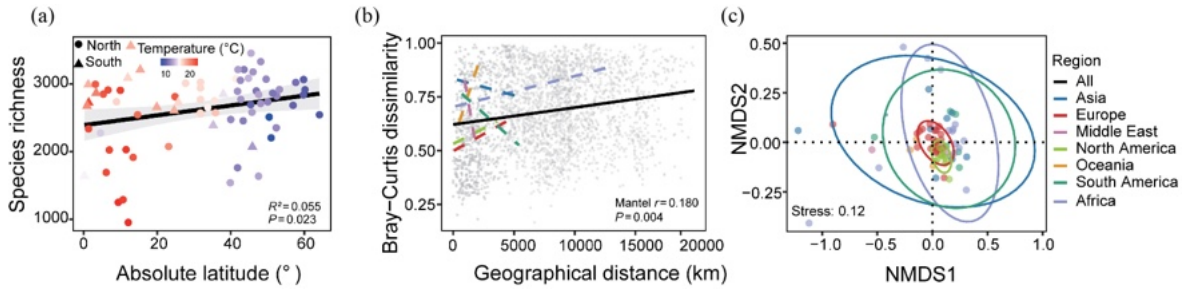 (a)
North
South
Temperature (°C)
10 20
Species richness
3000
2000
1000
0 20 40 60
Absolute latitude (°)
R² = 0.055
P = 0.023
(b)
Bray−Curtis dissimilarity
1.00
0.75
0.50
0.25
0 5000 10000 15000 20000
Geographical distance (km)
Mantel r = 0.180
P = 0.004
(c)
NMDS2
0.50
0.25
0.00
−0.25
Stress: 0.12
−1.0 −0.5 0.0 0.5 1.0
NMDS1
Region
All
Asia
Europe
Middle East
North America
Oceania
South America
Africa